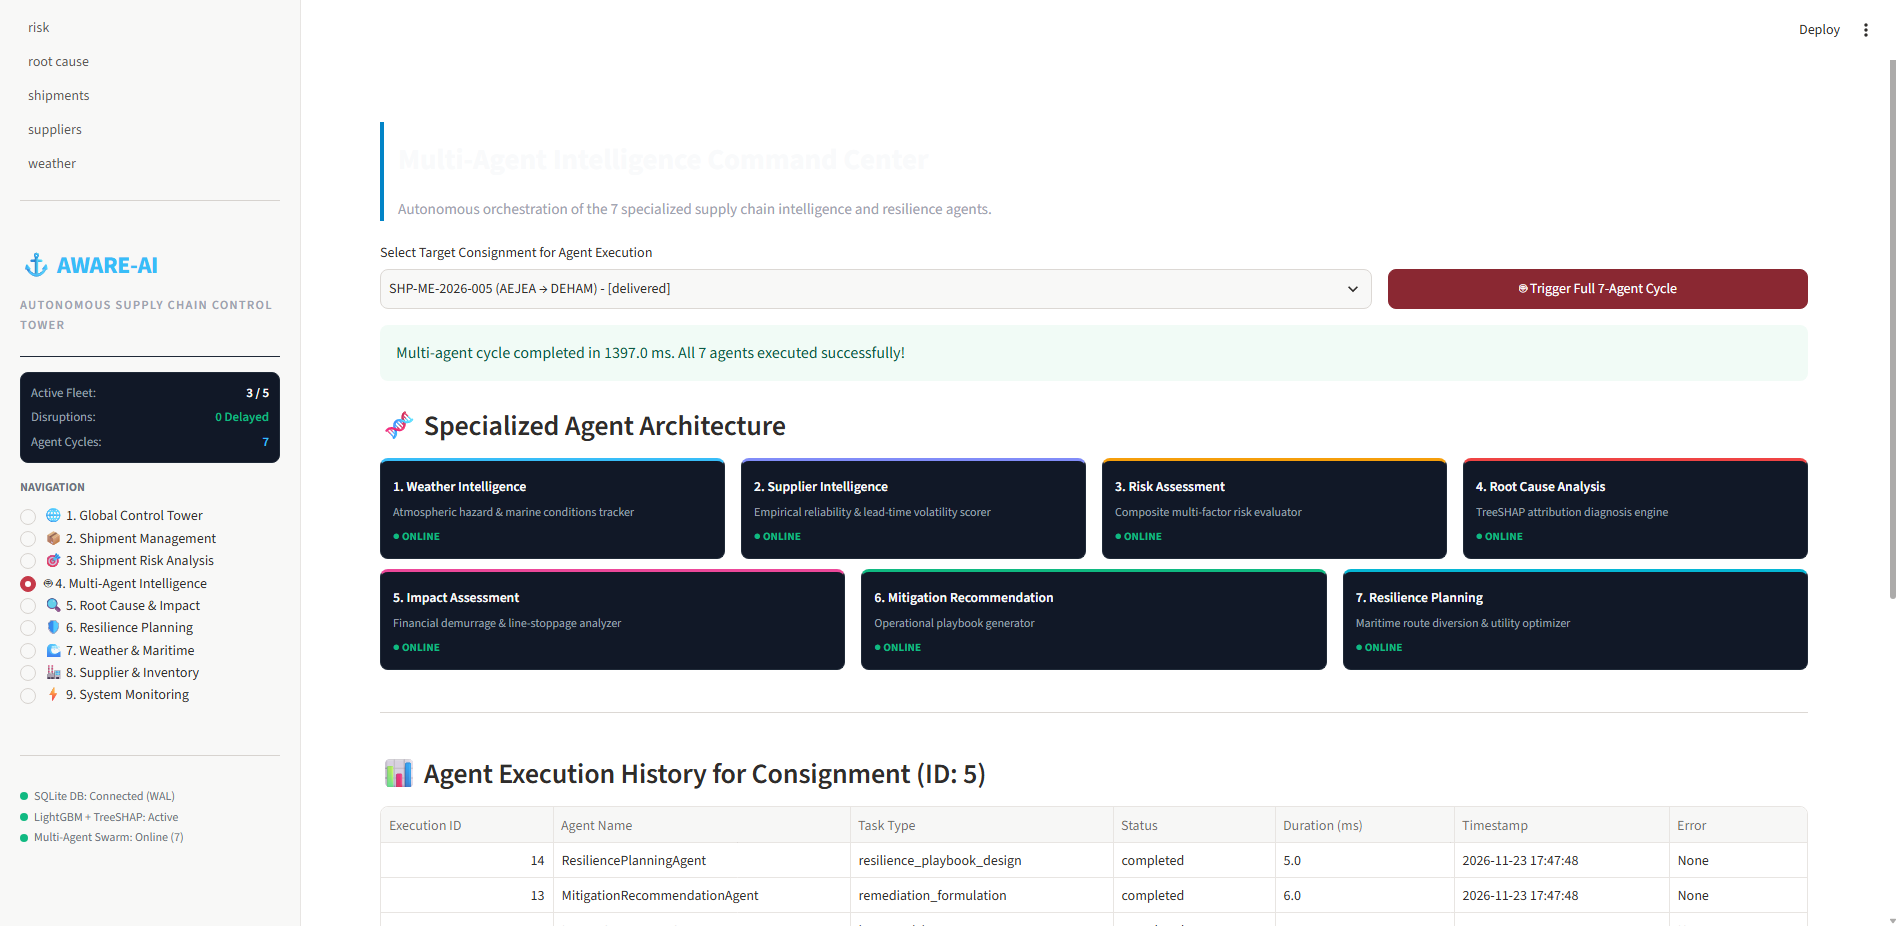 risk
root cause
shipments
suppliers
weather
AWARE-AI
AUTONOMOUS SUPPLY CHAIN CONTROL
TOWER
Active Fleet: 3 / 5
Disruptions: 0 Delayed
Agent Cycles: 7
NAVIGATION
1. Global Control Tower
2. Shipment Management
3. Shipment Risk Analysis
4. Multi-Agent Intelligence
5. Root Cause & Impact
6. Resilience Planning
7. Weather & Maritime
8. Supplier & Inventory
9. System Monitoring
SQLite DB: Connected (WAL)
LightGBM + TreeSHAP: Active
Multi-Agent Swarm: Online (7)
Deploy
Multi-Agent Intelligence Command Center
Autonomous orchestration of the 7 specialized supply chain intelligence and resilience agents.
Select Target Consignment for Agent Execution
SHP-ME-2026-005 (AEJEA → DEHAM) - [delivered]
Trigger Full 7-Agent Cycle
Multi-agent cycle completed in 1397.0 ms. All 7 agents executed successfully!
Specialized Agent Architecture
1. Weather Intelligence
Atmospheric hazard & marine conditions tracker
● ONLINE
2. Supplier Intelligence
Empirical reliability & lead-time volatility scorer
● ONLINE
3. Risk Assessment
Composite multi-factor risk evaluator
● ONLINE
4. Root Cause Analysis
TreeSHAP attribution diagnosis engine
● ONLINE
5. Impact Assessment
Financial demurrage & line-stoppage analyzer
● ONLINE
6. Mitigation Recommendation
Operational playbook generator
● ONLINE
7. Resilience Planning
Maritime route diversion & utility optimizer
● ONLINE
Agent Execution History for Consignment (ID: 5)
Execution ID Agent Name Task Type Status Duration (ms) Timestamp Error
14 ResiliencePlanningAgent resilience_playbook_design completed 5.0 2026-11-23 17:47:48 None
13 MitigationRecommendationAgent remediation_formulation completed 6.0 2026-11-23 17:47:48 None